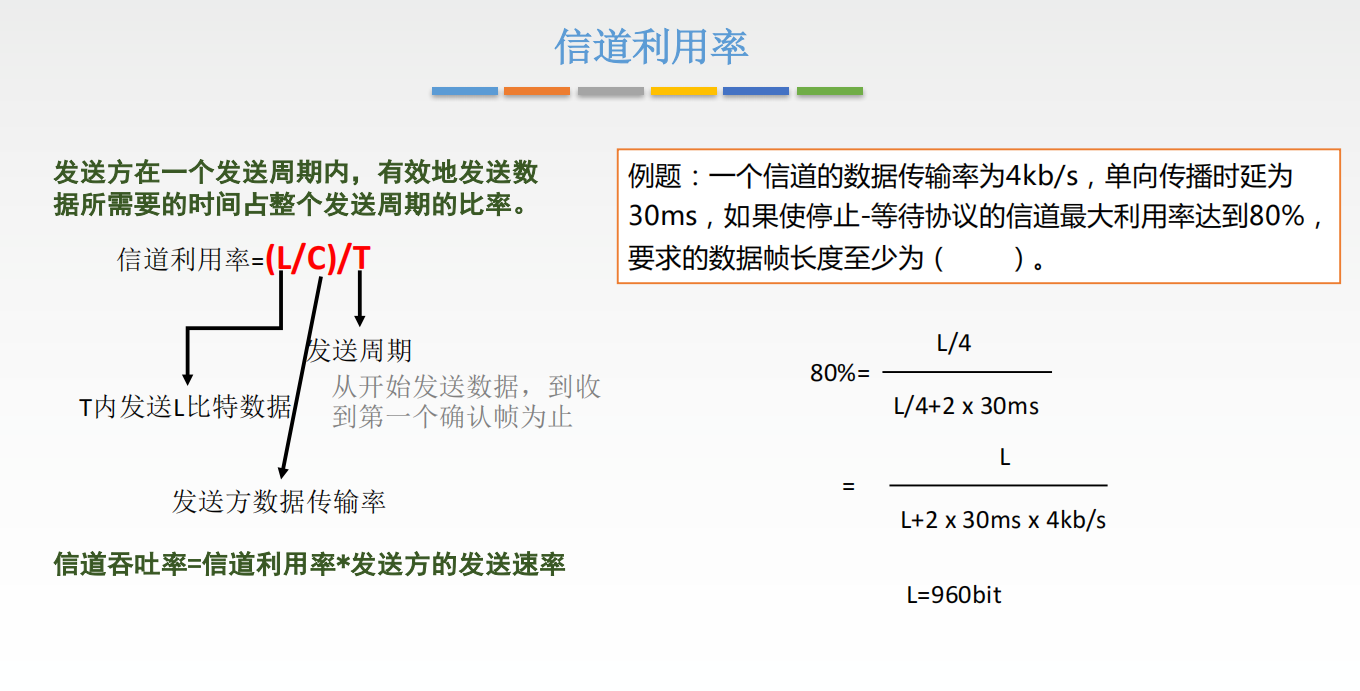 信道利用率
发送方在一个发送周期内，有效地发送数
据所需要的时间占整个发送周期的比率。
信道利用率=(L/C)/T
发送周期
从开始发送数据，到收
到第一个确认帧为止
T内发送L比特数据
发送方数据传输率
信道吞吐率=信道利用率*发送方的发送速率
例题：一个信道的数据传输率为4kb/s，单向传播时延为
30ms，如果使停止-等待协议的信道最大利用率达到80%，
要求的数据帧长度至少为（ ）。
L/4
80%=
L/4+2 x 30ms
L
=
L+2 x 30ms x 4kb/s
L=960bit